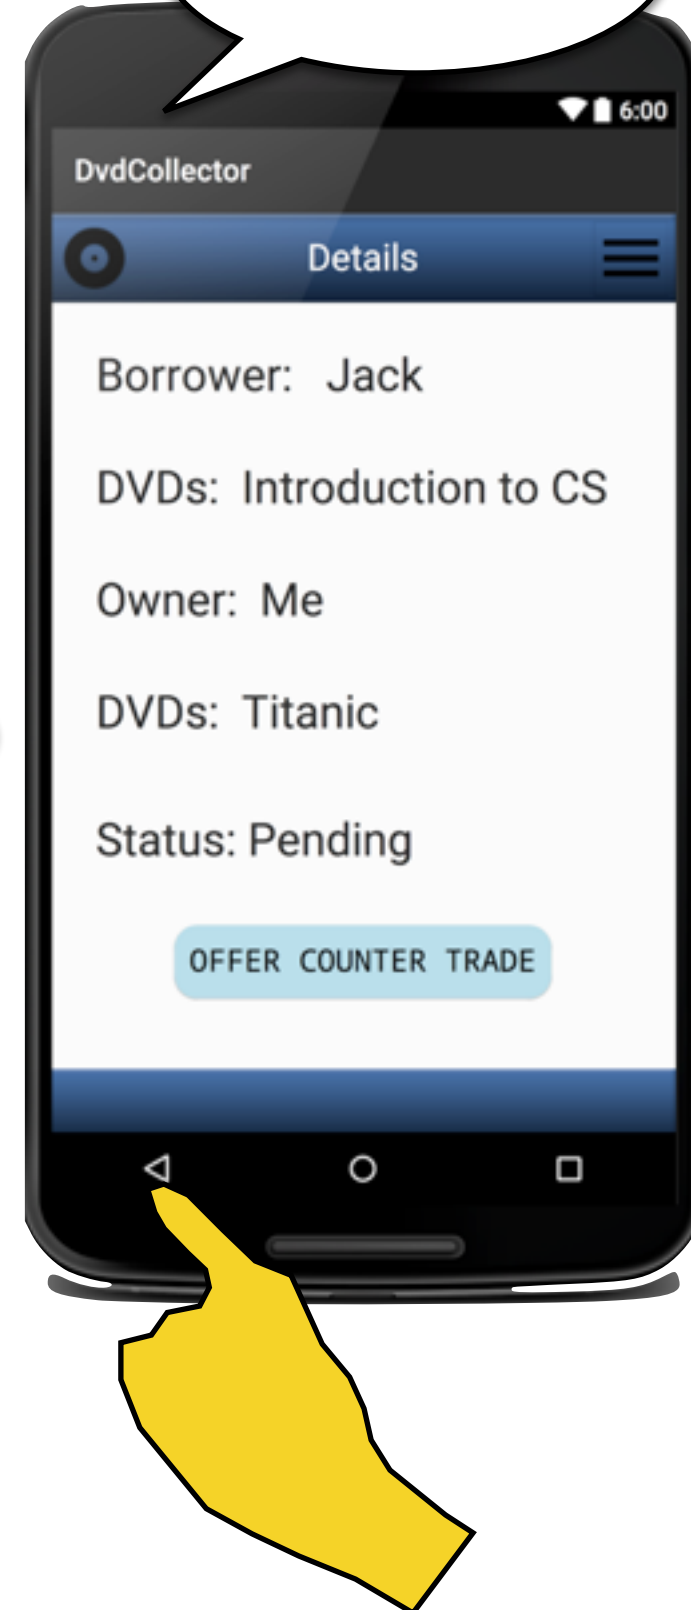 6:00
DvdCollector
Details
Borrower: Jack
DVDs: Introduction to CS
Owner: Me
DVDs: Titanic
Status: Pending
OFFER COUNTER TRADE